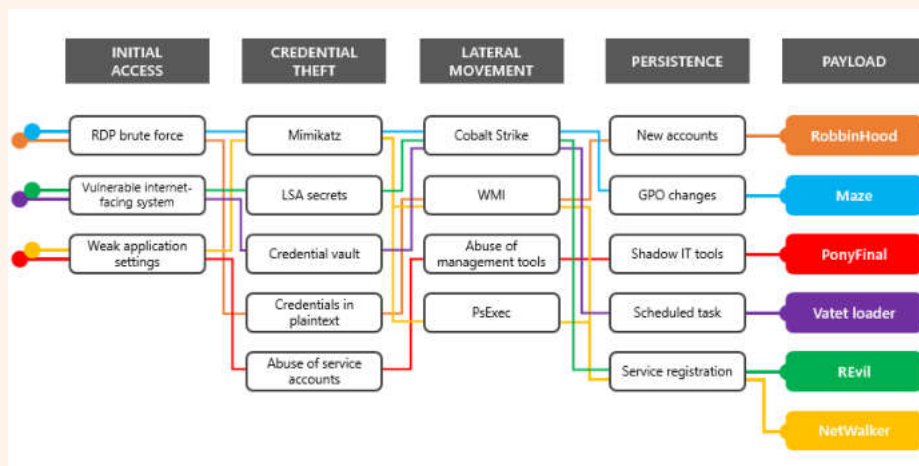 INITIAL
ACCESS
CREDENTIAL
THEFT
LATERAL
MOVEMENT
PERSISTENCE
PAYLOAD
RDP brute force
Mimikatz
Cobalt Strike
New accounts
RobbinHood
Vulnerable internet-
facing system
LSA secrets
WMI
GPO changes
Maze
Weak application
settings
Credential vault
Abuse of
management tools
Shadow IT tools
PonyFinal
Credentials in
plaintext
PsExec
Scheduled task
Vatet loader
Abuse of service
accounts
Service registration
REvil
NetWalker